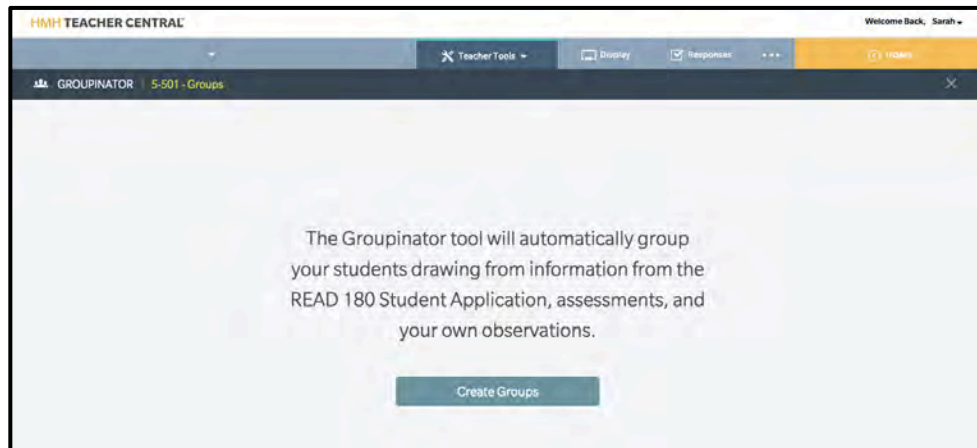 HMH TEACHER CENTRAL
Welcome Back, Sarah
Teacher Tools
Display
Responses
HOME
GROUPINATOR | 5-501 - Groups
The Groupinator tool will automatically group
your students drawing from information from the
READ 180 Student Application, assessments, and
your own observations.
Create Groups